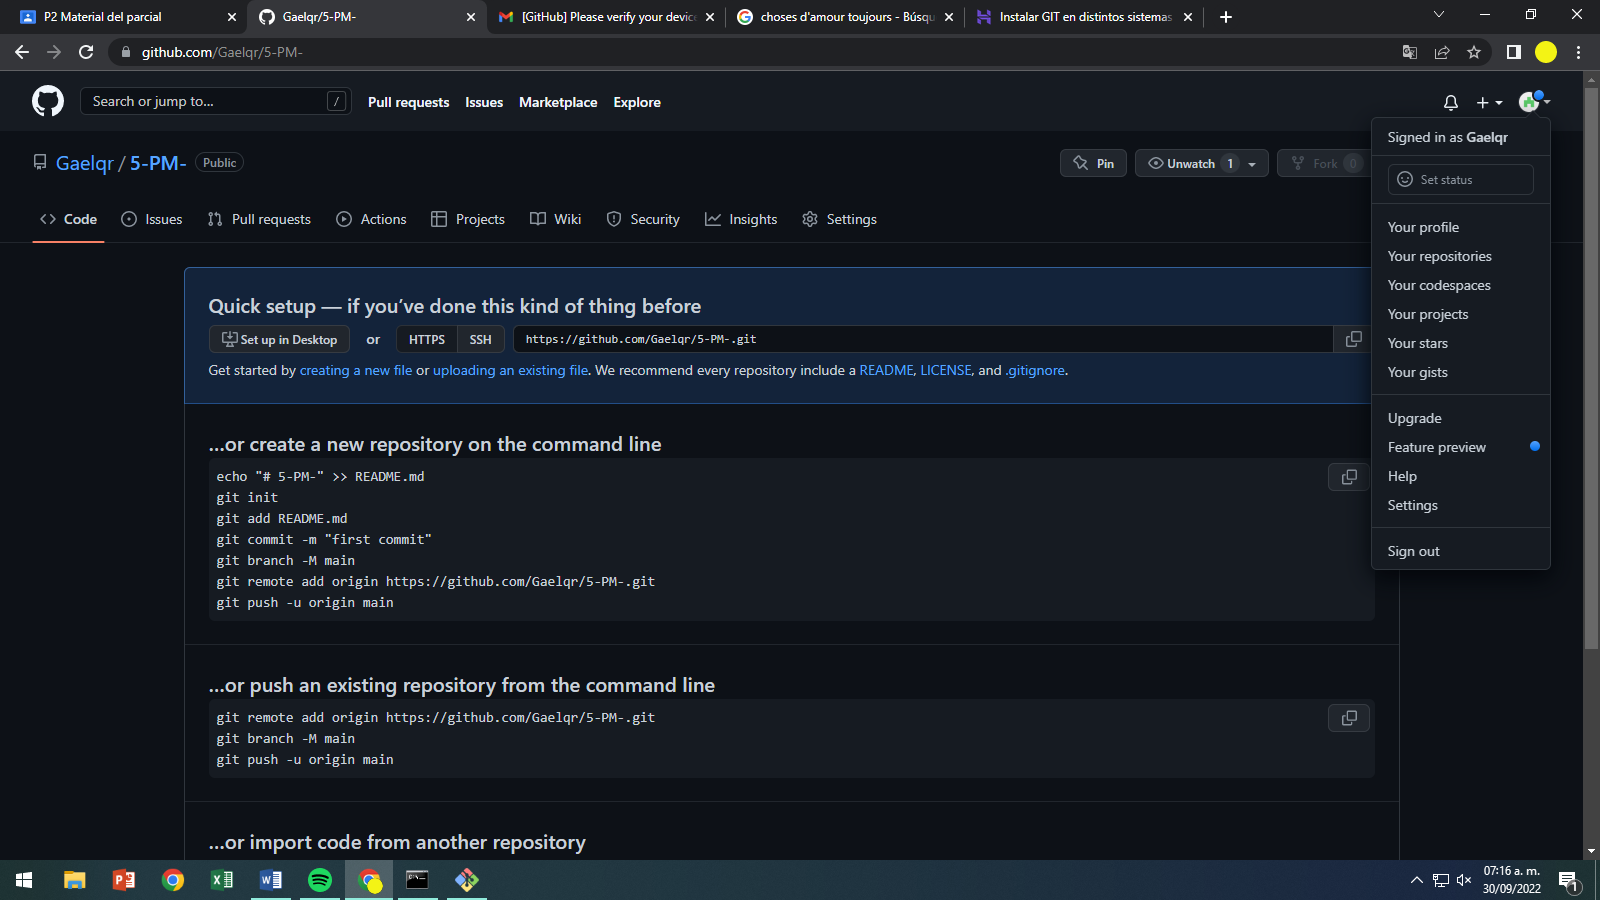 P2 Material del parcial
Gaelqr/5-PM-
[GitHub] Please verify your device
choses d'amour toujours - Búsqu
Instalar GIT en distintos sistemas
github.com/Gaelqr/5-PM-
Search or jump to...
/
Pull requests
Issues
Marketplace
Explore
Signed in as Gaelqr
Set status
Your profile
Your repositories
Your codespaces
Your projects
Your stars
Your gists
Upgrade
Feature preview
Help
Settings
Sign out
Gaelqr / 5-PM-
Public
Pin
Unwatch 1
Fork 0
Code
Issues
Pull requests
Actions
Projects
Wiki
Security
Insights
Settings
Quick setup — if you’ve done this kind of thing before
Set up in Desktop
or
HTTPS
SSH
https://github.com/Gaelqr/5-PM-.git
Get started by creating a new file or uploading an existing file. We recommend every repository include a README, LICENSE, and .gitignore.
…or create a new repository on the command line
echo "# 5-PM-" >> README.md
git init
git add README.md
git commit -m "first commit"
git branch -M main
git remote add origin https://github.com/Gaelqr/5-PM-.git
git push -u origin main
…or push an existing repository from the command line
git remote add origin https://github.com/Gaelqr/5-PM-.git
git branch -M main
git push -u origin main
…or import code from another repository
07:16 a. m.
30/09/2022
1